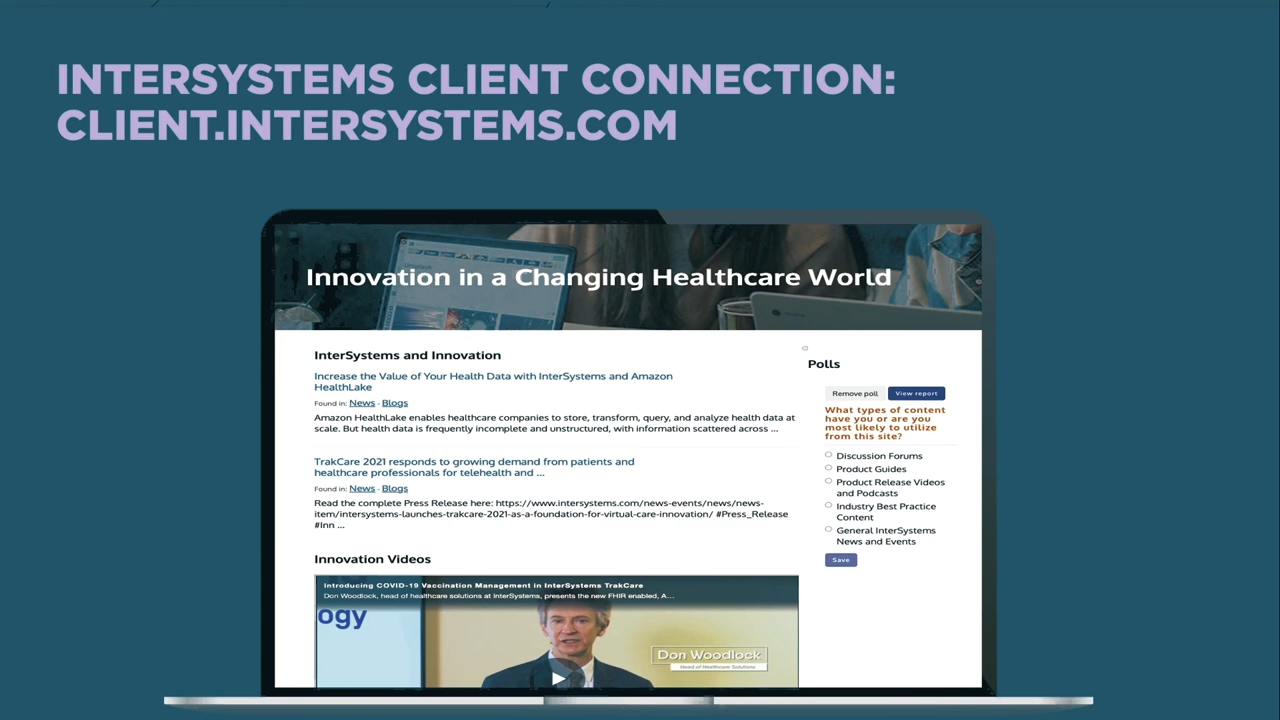 INTERSYSTEMS CLIENT CONNECTION:
CLIENT.INTERSYSTEMS.COM
Innovation in a Changing Healthcare World
InterSystems and Innovation
Increase the Value of Your Health Data with InterSystems and Amazon
HealthLake
Found in: News - Blogs
Amazon HealthLake enables healthcare companies to store, transform, query, and analyze health data at
scale. But health data is frequently incomplete and unstructured, with information scattered across ...
TrakCare 2021 responds to growing demand from patients and
healthcare professionals for telehealth and ...
Found in: News - Blogs
Read the complete Press Release here: https://www.intersystems.com/news-events/news/news-
item/intersystems-launches-trakcare-2021-as-a-foundation-for-virtual-care-innovation/ #Press_Release
#Inn ...
Innovation Videos
Introducing COVID-19 Vaccination Management in InterSystems TrakCare
Don Woodlock, head of healthcare solutions at InterSystems, presents the new FHIR enabled, A...
ogy
Don Woodlock
Head of Healthcare Solutions
Polls
Remove poll
View report
What types of content
have you or are you
most likely to utilize
from this site?
Discussion Forums
Product Guides
Product Release Videos
and Podcasts
Industry Best Practice
Content
General InterSystems
News and Events
Save